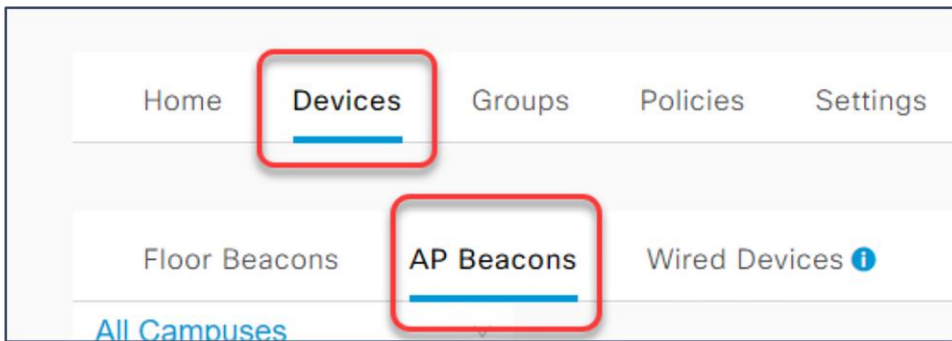 Home Devices Groups Policies Settings
Floor Beacons AP Beacons Wired Devices i
All Campuses